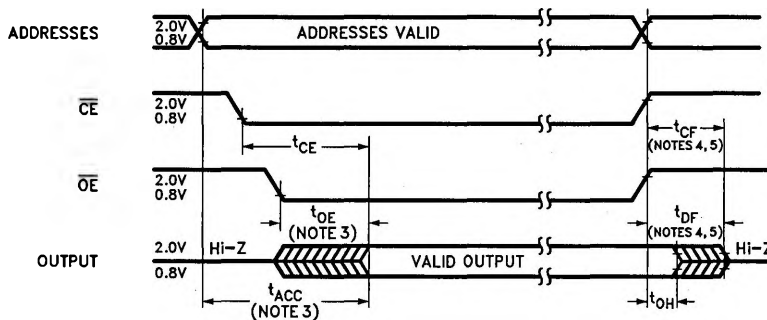 ADDRESSES 2.0V 0.8V ADDRESSES VALID
CE 2.0V 0.8V
tCE
tCF
(NOTES 4, 5)
OE 2.0V 0.8V
tOE
(NOTE 3)
tDF
(NOTES 4, 5)
OUTPUT 2.0V 0.8V Hi-Z VALID OUTPUT Hi-Z
tACC
(NOTE 3)
tOH